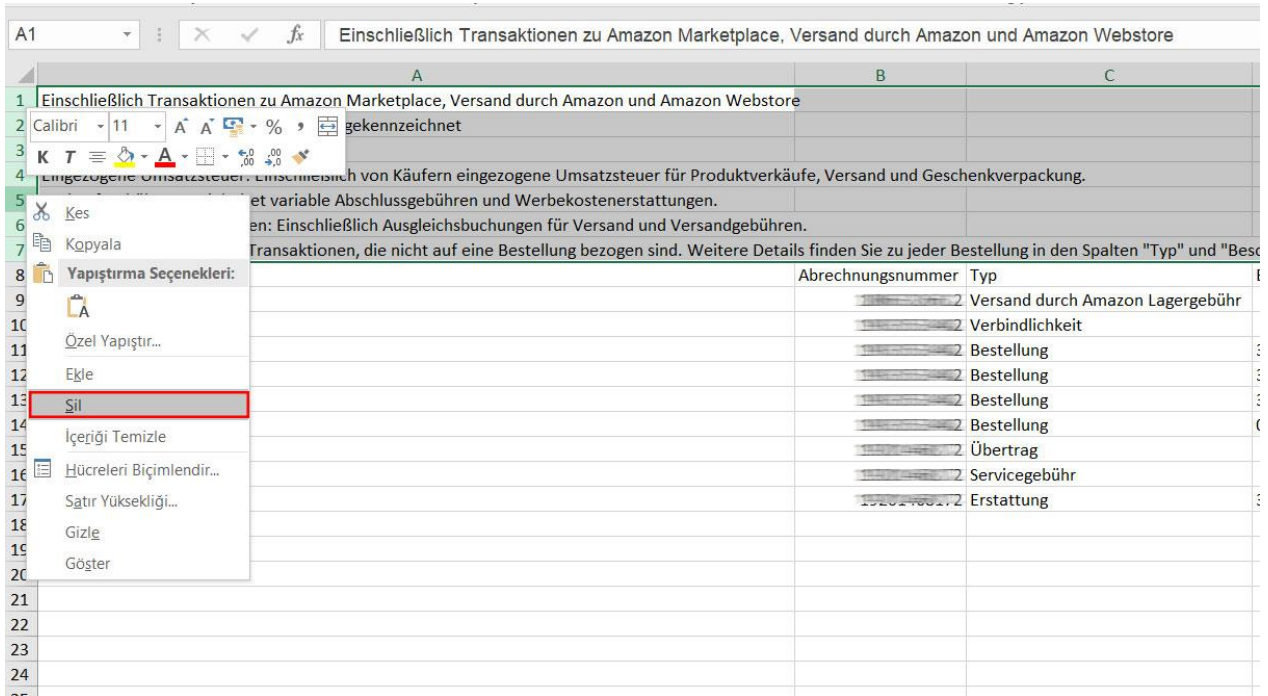 A1 fx Einschließlich Transaktionen zu Amazon Marketplace, Versand durch Amazon und Amazon Webstore
A B C
1 Einschließlich Transaktionen zu Amazon Marketplace, Versand durch Amazon und Amazon Webstore
2 gekennzeichnet
Calibri 11 A A % ,
K T A ,00 ,00
3
4 Eingezogene Umsatzsteuer: Einschließlich von Käufern eingezogene Umsatzsteuer für Produktverkäufe, Versand und Geschenkverpackung.
5 et variable Abschlussgebühren und Werbekostenerstattungen.
6 en: Einschließlich Ausgleichsbuchungen für Versand und Versandgebühren.
7 Transaktionen, die nicht auf eine Bestellung bezogen sind. Weitere Details finden Sie zu jeder Bestellung in den Spalten "Typ" und "Besc
Kes
Kopyala
Yapıştırma Seçenekleri:
A
Özel Yapıştır...
Ekle
Sil
İçeriği Temizle
Hücreleri Biçimlendir...
Satır Yüksekliği...
Gizle
Göster
8 Abrechnungsnummer Typ
9 2 Versand durch Amazon Lagergebühr
10 2 Verbindlichkeit
11 2 Bestellung
12 2 Bestellung
13 2 Bestellung
14 2 Bestellung
15 2 Übertrag
16 2 Servicegebühr
17 2 Erstattung
18
19
20
21
22
23
24